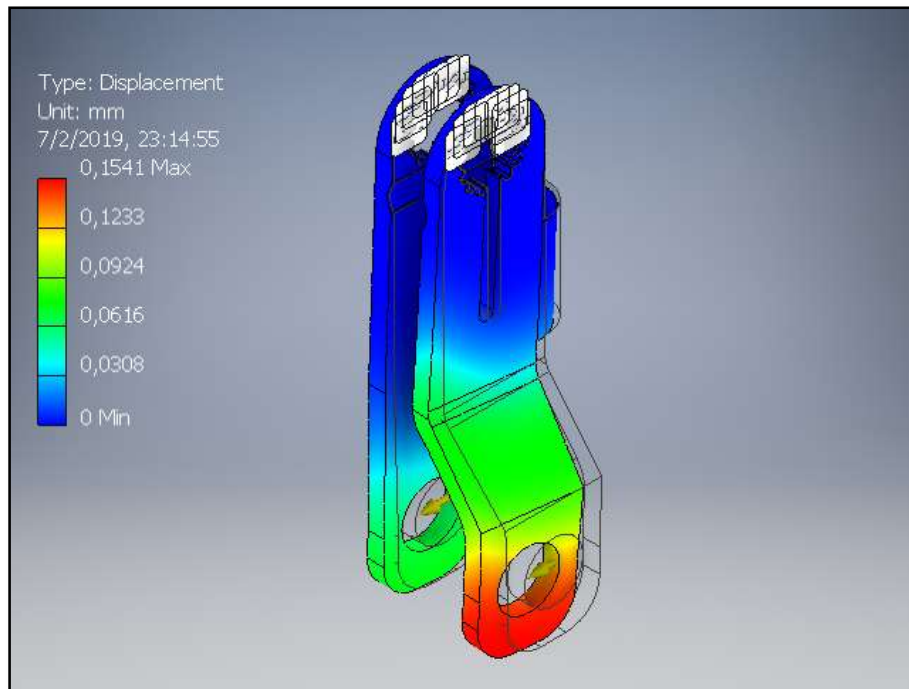 Type: Displacement
Unit: mm
7/2/2019, 23:14:55
0,1541 Max
0,1233
0,0924
0,0616
0,0308
0 Min